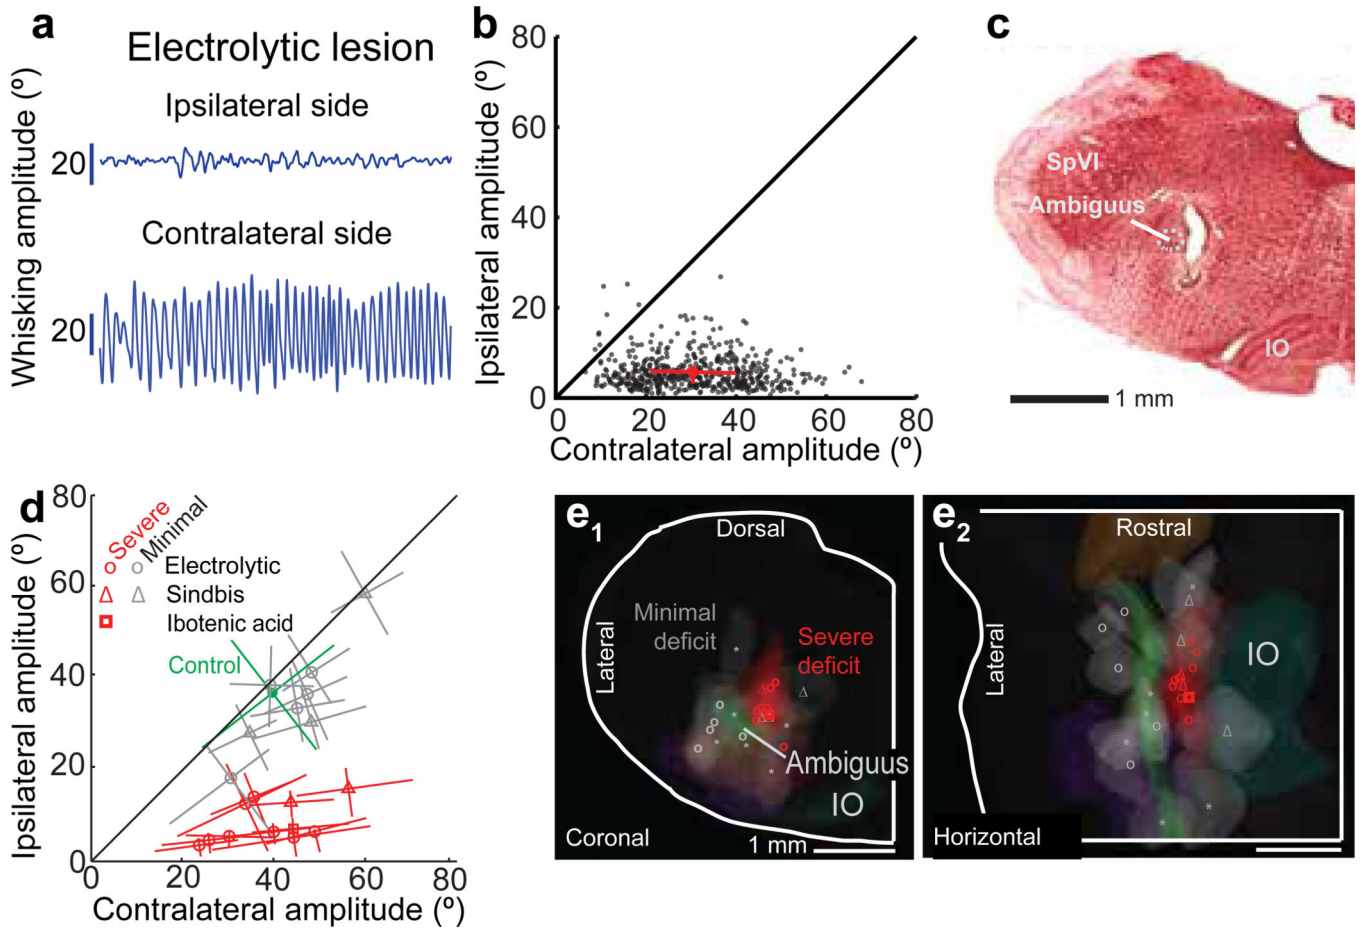 a
Electrolytic lesion
Ipsilateral side
20
Contralateral side
20
Whisking amplitude (º)
b
80
60
40
20
0
Ipsilateral amplitude (º)
0
20
40
60
80
Contralateral amplitude (º)
c
SpVI
Ambiguus
IO
1 mm
d
80
60
40
20
0
Ipsilateral amplitude (º)
Severe
Minimal
Electrolytic
Sindbis
Ibotenic acid
Control
0
20
40
60
80
Contralateral amplitude (º)
e1
Dorsal
Minimal
deficit
Severe
deficit
Lateral
Ambiguus
IO
Coronal
1 mm
e2
Rostral
Lateral
IO
Horizontal